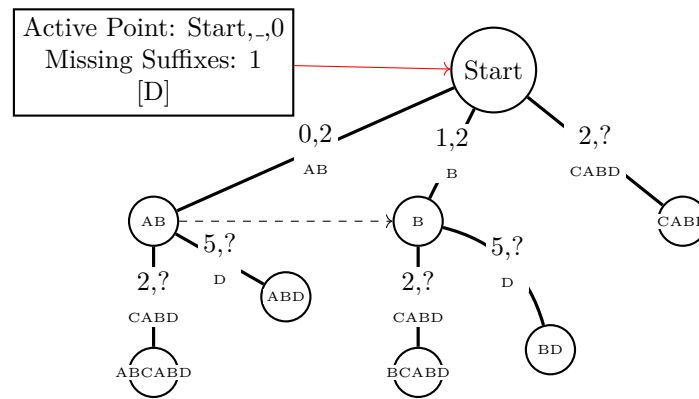 Active Point: Start,_,0
Missing Suffixes: 1
[D]
Start
0,2
AB
1,2
B
2,?
CABD
AB
B
CABD
5,?
D
5,?
D
2,?
CABD
2,?
CABD
ABD
BD
ABCABD
BCABD